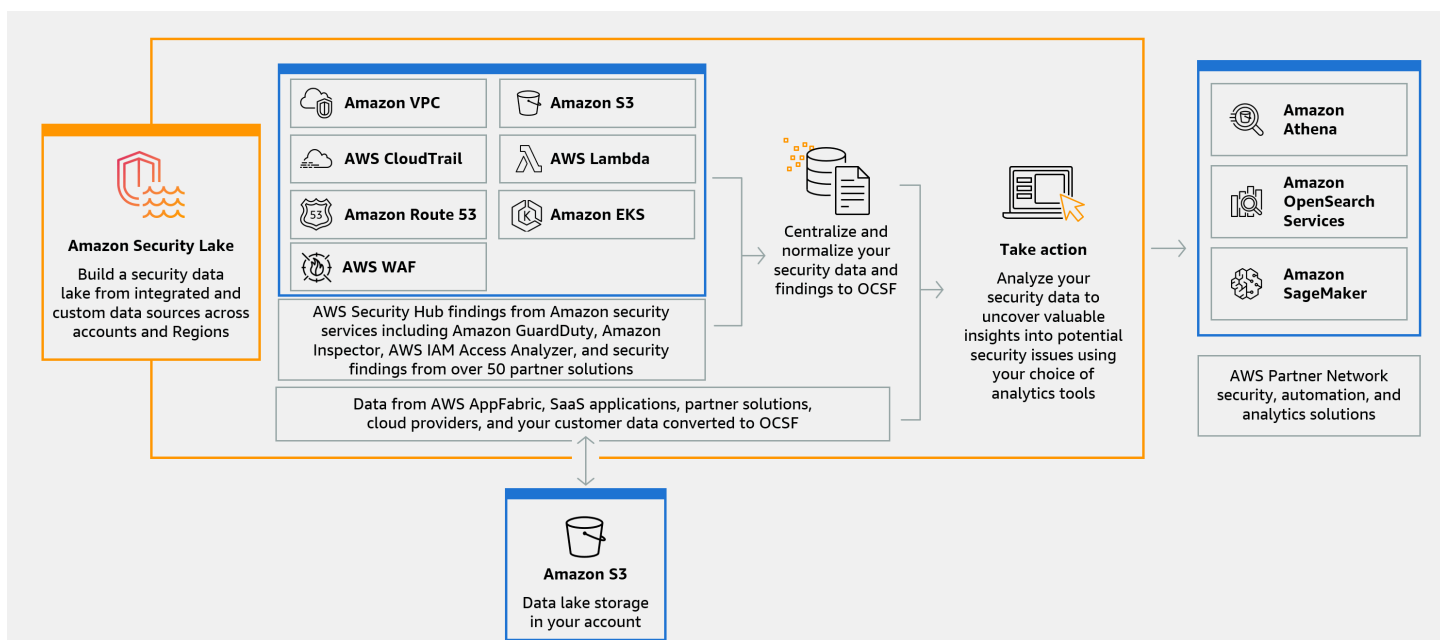 Amazon Security Lake
Build a security data
lake from integrated and
custom data sources across
accounts and Regions
Amazon VPC
Amazon S3
AWS CloudTrail
AWS Lambda
53
Amazon Route 53
K
Amazon EKS
AWS WAF
AWS Security Hub findings from Amazon security
services including Amazon GuardDuty, Amazon
Inspector, AWS IAM Access Analyzer, and security
findings from over 50 partner solutions
Data from AWS AppFabric, SaaS applications, partner solutions,
cloud providers, and your customer data converted to OCSF
Amazon S3
Data lake storage
in your account
Centralize and
normalize your
security data and
findings to OCSF
Take action
Analyze your
security data to
uncover valuable
insights into potential
security issues using
your choice of
analytics tools
Amazon
Athena
Amazon
OpenSearch
Services
Amazon
SageMaker
AWS Partner Network
security, automation, and
analytics solutions